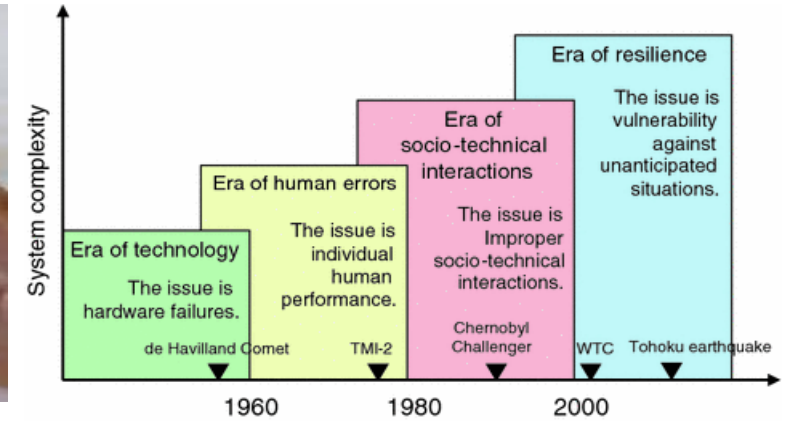 System complexity
Era of technology
The issue is
hardware failures.
Era of human errors
The issue is
individual
human
performance.
Era of
socio-technical
interactions
The issue is
Improper
socio-technical
interactions.
Era of resilience
The issue is
vulnerability
against
unanticipated
situations.
de Havilland Comet
TMI-2
Chernobyl
Challenger
WTC
Tohoku earthquake
1960
1980
2000